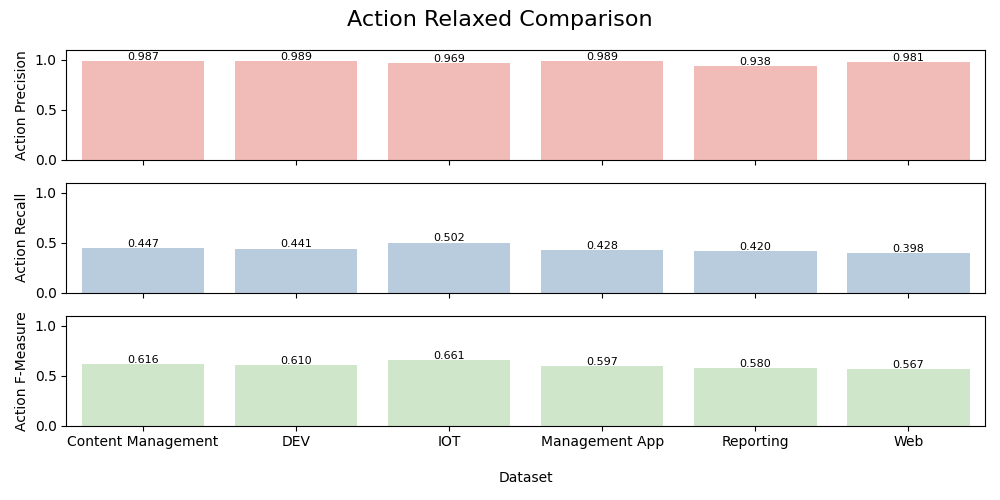 Action Relaxed Comparison
Action Precision
1.0
0.5
0.0
0.987
0.989
0.969
0.989
0.938
0.981
Action Recall
1.0
0.5
0.0
0.447
0.441
0.502
0.428
0.420
0.398
Action F-Measure
1.0
0.5
0.0
0.616
0.610
0.661
0.597
0.580
0.567
Content Management
DEV
IOT
Management App
Reporting
Web
Dataset